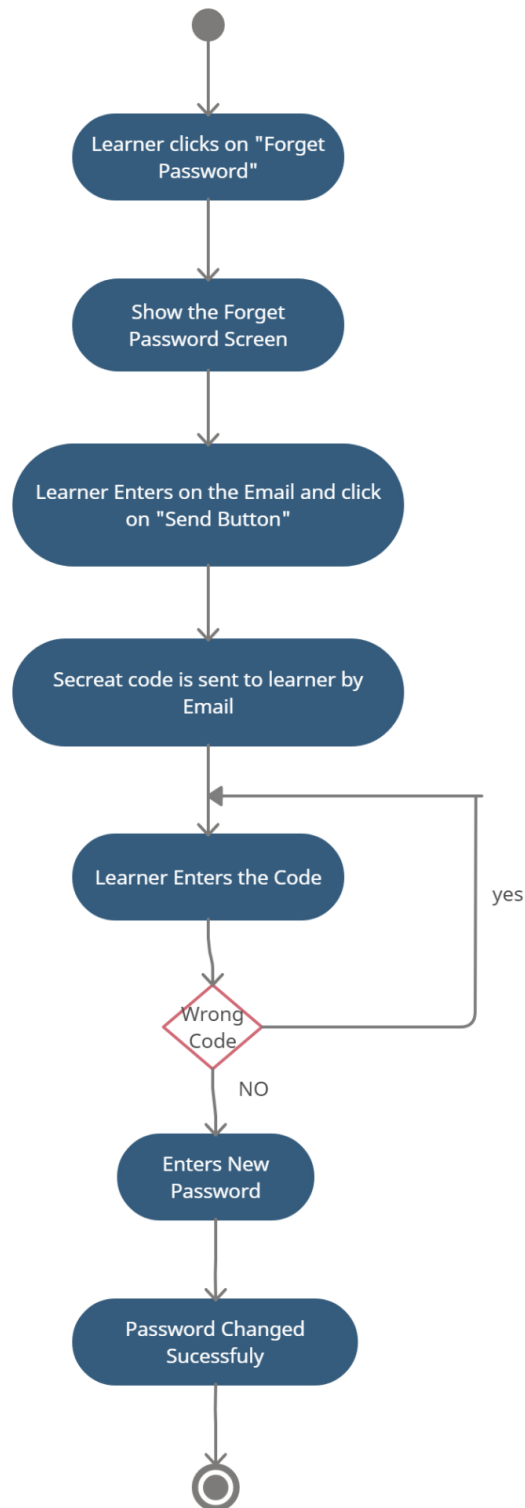 Learner clicks on "Forget
Password"
Show the Forget
Password Screen
Learner Enters on the Email and click
on "Send Button"
Secreat code is sent to learner by
Email
Learner Enters the Code
yes
Wrong
Code
NO
Enters New
Password
Password Changed
Sucessfuly